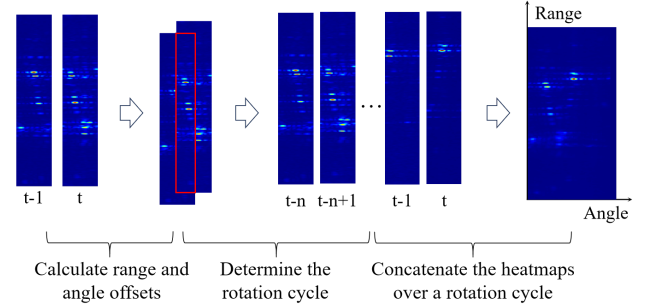 Range
t-1
t
t-n
t-n+1
...
t-1
t
Angle
Calculate range and
angle offsets
Determine the
rotation cycle
Concatenate the heatmaps
over a rotation cycle